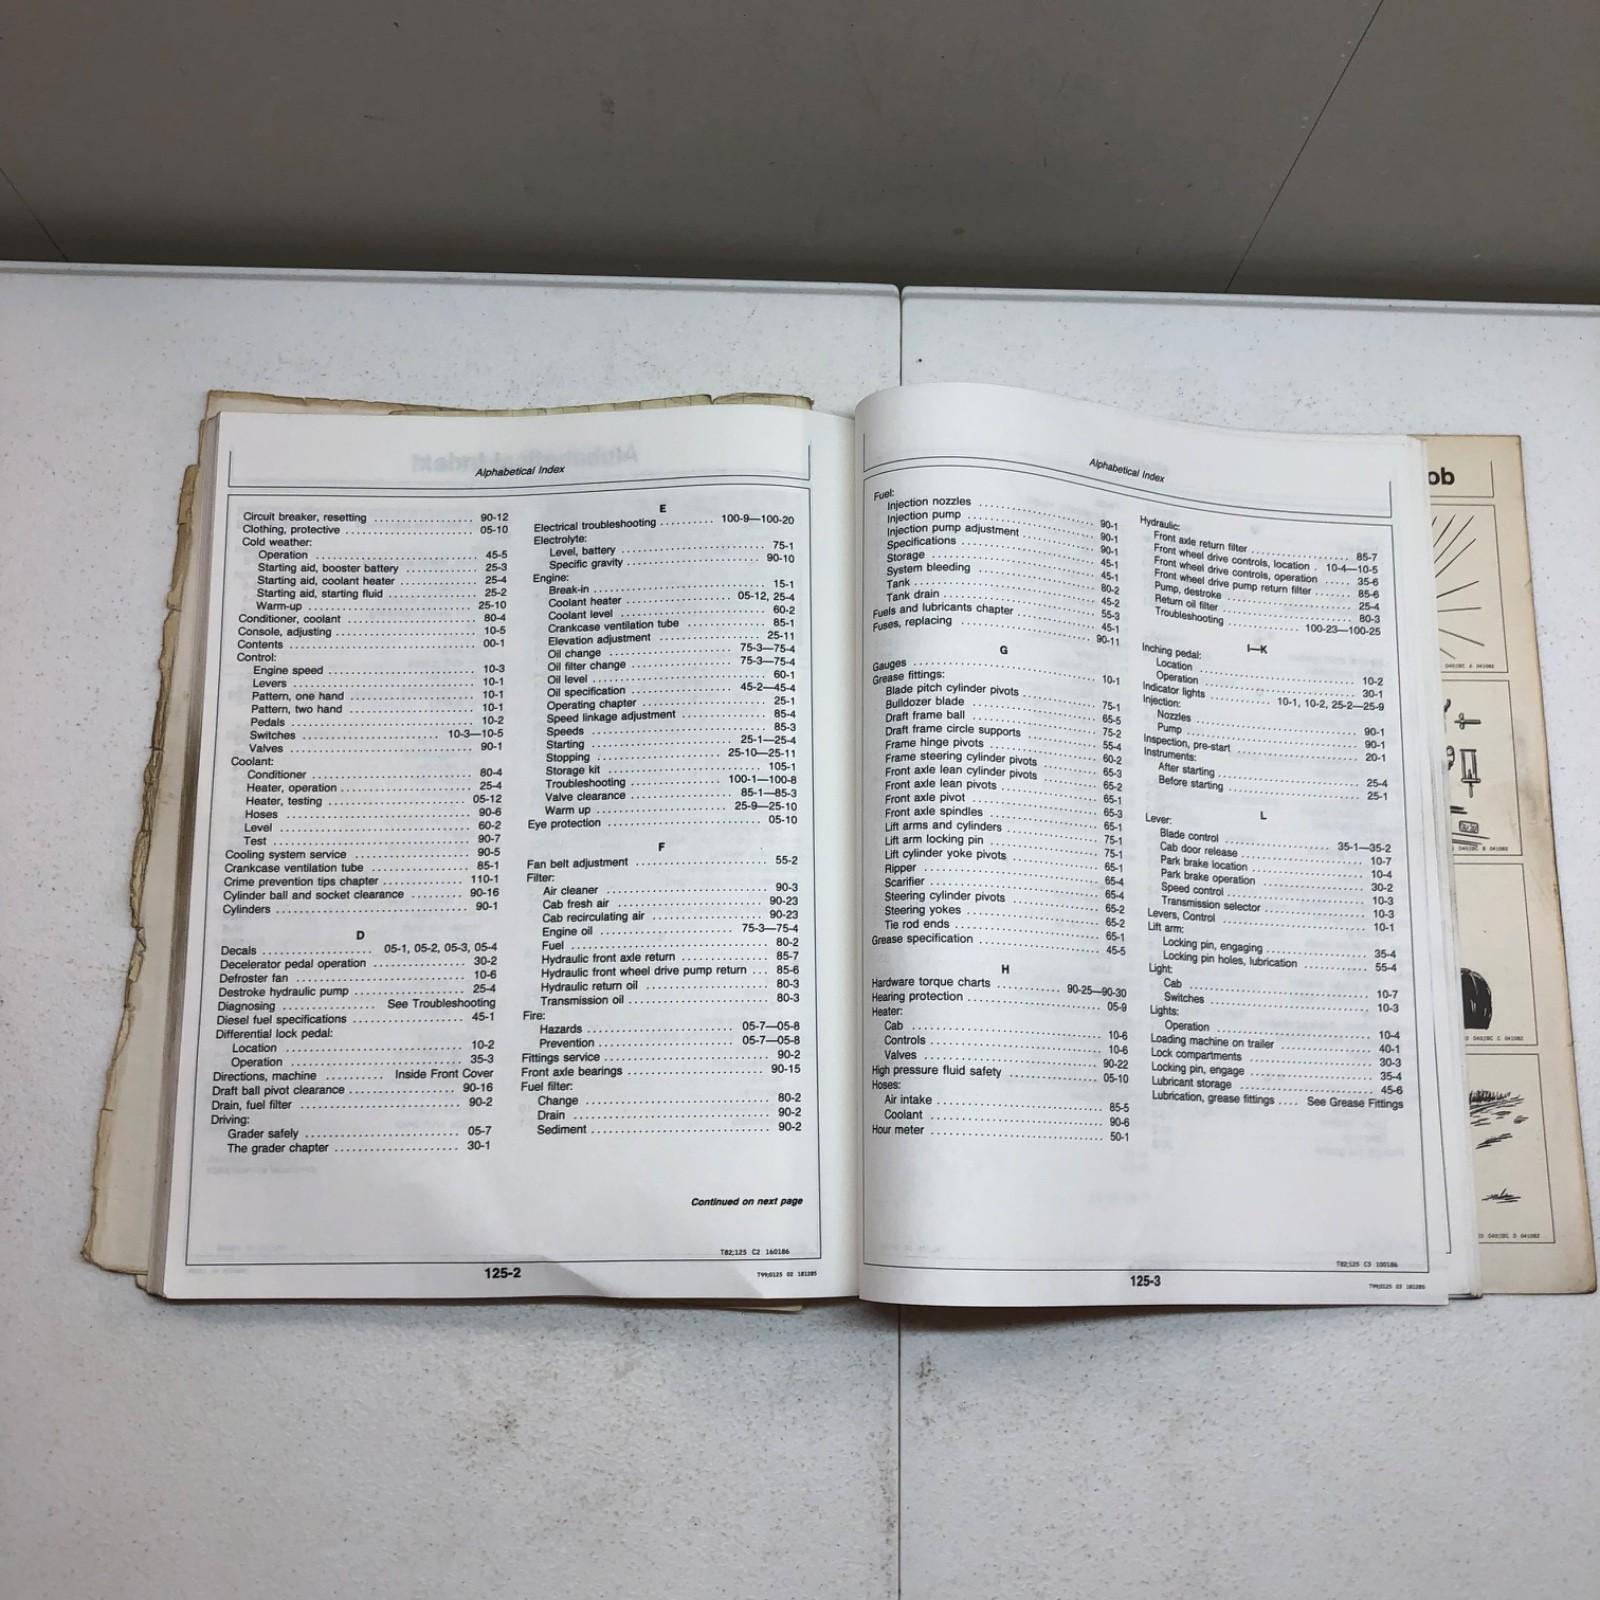 Alphabetical Index
Circuit breaker, resetting ........ 90-12
Clothing, protective ........ 05-10
Cold weather:
Operation ........ 45-5
Starting aid, booster battery ........ 25-3
Starting aid, coolant heater ........ 25-4
Starting aid, starting fluid ........ 25-2
Warm-up ........ 25-10
Conditioner, coolant ........ 80-4
Console, adjusting ........ 10-5
Contents ........ 00-1
Control:
Engine speed ........ 10-3
Levers ........ 10-1
Pattern, one hand ........ 10-1
Pattern, two hand ........ 10-1
Pedals ........ 10-2
Switches ........ 10-3—10-5
Valves ........ 90-1
Coolant:
Conditioner ........ 80-4
Heater, operation ........ 25-4
Heater, testing ........ 05-12
Hoses ........ 90-6
Level ........ 60-2
Test ........ 90-7
Cooling system service ........ 90-5
Crankcase ventilation tube ........ 85-1
Crime prevention tips chapter ........ 110-1
Cylinder ball and socket clearance ........ 90-16
Cylinders ........ 90-1
D
Decals ........ 05-1, 05-2, 05-3, 05-4
Decelerator pedal operation ........ 30-2
Defroster fan ........ 10-6
Destroke hydraulic pump ........ 25-4
Diagnosing ........ See Troubleshooting
Diesel fuel specifications ........ 45-1
Differential lock pedal:
Location ........ 10-2
Operation ........ 35-3
Directions, machine ........ Inside Front Cover
Draft ball pivot clearance ........ 90-16
Drain, fuel filter ........ 90-2
Driving:
Grader safely ........ 05-7
The grader chapter ........ 30-1
E
Electrical troubleshooting ........ 100-9—100-20
Electrolyte:
Level, battery ........ 75-1
Specific gravity ........ 90-10
Engine:
Break-in ........ 15-1
Coolant heater ........ 05-12, 25-4
Coolant level ........ 60-2
Crankcase ventilation tube ........ 85-1
Elevation adjustment ........ 25-11
Oil change ........ 75-3—75-4
Oil filter change ........ 75-3—75-4
Oil level ........ 60-1
Oil specification ........ 45-2—45-4
Operating chapter ........ 25-1
Speed linkage adjustment ........ 85-4
Speeds ........ 85-3
Starting ........ 25-1—25-4
Stopping ........ 25-10—25-11
Storage kit ........ 105-1
Troubleshooting ........ 100-1—100-8
Valve clearance ........ 85-1—85-3
Warm up ........ 25-9—25-10
Eye protection ........ 05-10
F
Fan belt adjustment ........ 55-2
Filter:
Air cleaner ........ 90-3
Cab fresh air ........ 90-23
Cab recirculating air ........ 90-23
Engine oil ........ 75-3—75-4
Fuel ........ 80-2
Hydraulic front axle return ........ 85-7
Hydraulic front wheel drive pump return ... 85-6
Hydraulic return oil ........ 80-3
Transmission oil ........ 80-3
Fire:
Hazards ........ 05-7—05-8
Prevention ........ 05-7—05-8
Fittings service ........ 90-2
Front axle bearings ........ 90-15
Fuel filter:
Change ........ 80-2
Drain ........ 90-2
Sediment ........ 90-2
Continued on next page
T82;125 C2 160186
125-2
T99;0125 02 181285
Alphabetical Index
Fuel:
Injection nozzles ........ 90-1
Injection pump ........ 90-1
Injection pump adjustment ........ 90-1
Specifications ........ 45-1
Storage ........ 45-1
System bleeding ........ 80-2
Tank ........ 45-2
Tank drain ........ 55-3
Fuels and lubricants chapter ........ 45-1
Fuses, replacing ........ 90-11
G
Gauges ........ 10-1
Grease fittings:
Blade pitch cylinder pivots ........ 75-1
Bulldozer blade ........ 65-5
Draft frame ball ........ 75-2
Draft frame circle supports ........ 55-4
Frame hinge pivots ........ 60-2
Frame steering cylinder pivots ........ 65-3
Front axle lean cylinder pivots ........ 65-2
Front axle lean pivots ........ 65-1
Front axle pivot ........ 65-3
Front axle spindles ........ 65-1
Lift arms and cylinders ........ 75-1
Lift arm locking pin ........ 75-1
Lift cylinder yoke pivots ........ 65-1
Ripper ........ 65-4
Scarifier ........ 65-4
Steering cylinder pivots ........ 65-2
Steering yokes ........ 65-2
Tie rod ends ........ 65-1
Grease specification ........ 45-5
H
Hardware torque charts ........ 90-25—90-30
Hearing protection ........ 05-9
Heater:
Cab ........ 10-6
Controls ........ 10-6
Valves ........ 90-22
High pressure fluid safety ........ 05-10
Hoses:
Air intake ........ 85-5
Coolant ........ 90-6
Hour meter ........ 50-1
Hydraulic:
Front axle return filter ........ 85-7
Front wheel drive controls, location . 10-4—10-5
Front wheel drive controls, operation ...... 35-6
Front wheel drive pump return filter ....... 85-6
Pump, destroke ........ 25-4
Return oil filter ........ 80-3
Troubleshooting ........ 100-23—100-25
I—K
Inching pedal:
Location ........ 10-2
Operation ........ 30-1
Indicator lights ........ 10-1, 10-2, 25-2—25-9
Injection:
Nozzles ........ 90-1
Pump ........ 90-1
Inspection, pre-start ........ 20-1
Instruments:
After starting ........ 25-4
Before starting ........ 25-1
L
Lever:
Blade control ........ 35-1—35-2
Cab door release ........ 10-7
Park brake location ........ 10-4
Park brake operation ........ 30-2
Speed control ........ 10-3
Transmission selector ........ 10-3
Levers, Control ........ 10-1
Lift arm:
Locking pin, engaging ........ 35-4
Locking pin holes, lubrication ........ 55-4
Light:
Cab ........ 10-7
Switches ........ 10-3
Lights:
Operation ........ 10-4
Loading machine on trailer ........ 40-1
Lock compartments ........ 30-3
Locking pin, engage ........ 35-4
Lubricant storage ........ 45-6
Lubrication, grease fittings .... See Grease Fittings
T82;125 C3 100186
125-3
T99;0125 03 181285
ob